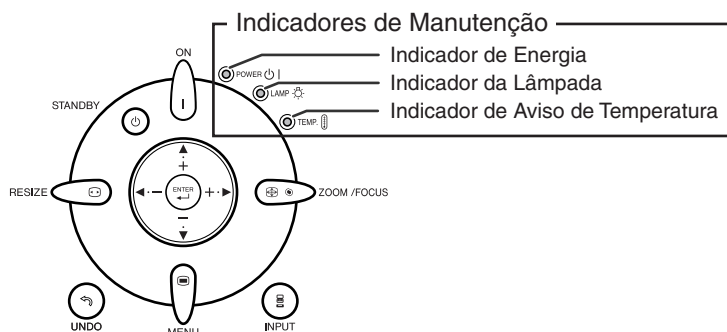 Indicadores de Manutenção
ON
Indicador de Energia
POWER
Indicador da Lâmpada
LAMP
STANDBY
Indicador de Aviso de Temperatura
TEMP.
RESIZE
ENTER
ZOOM /FOCUS
UNDO
MENU
INPUT